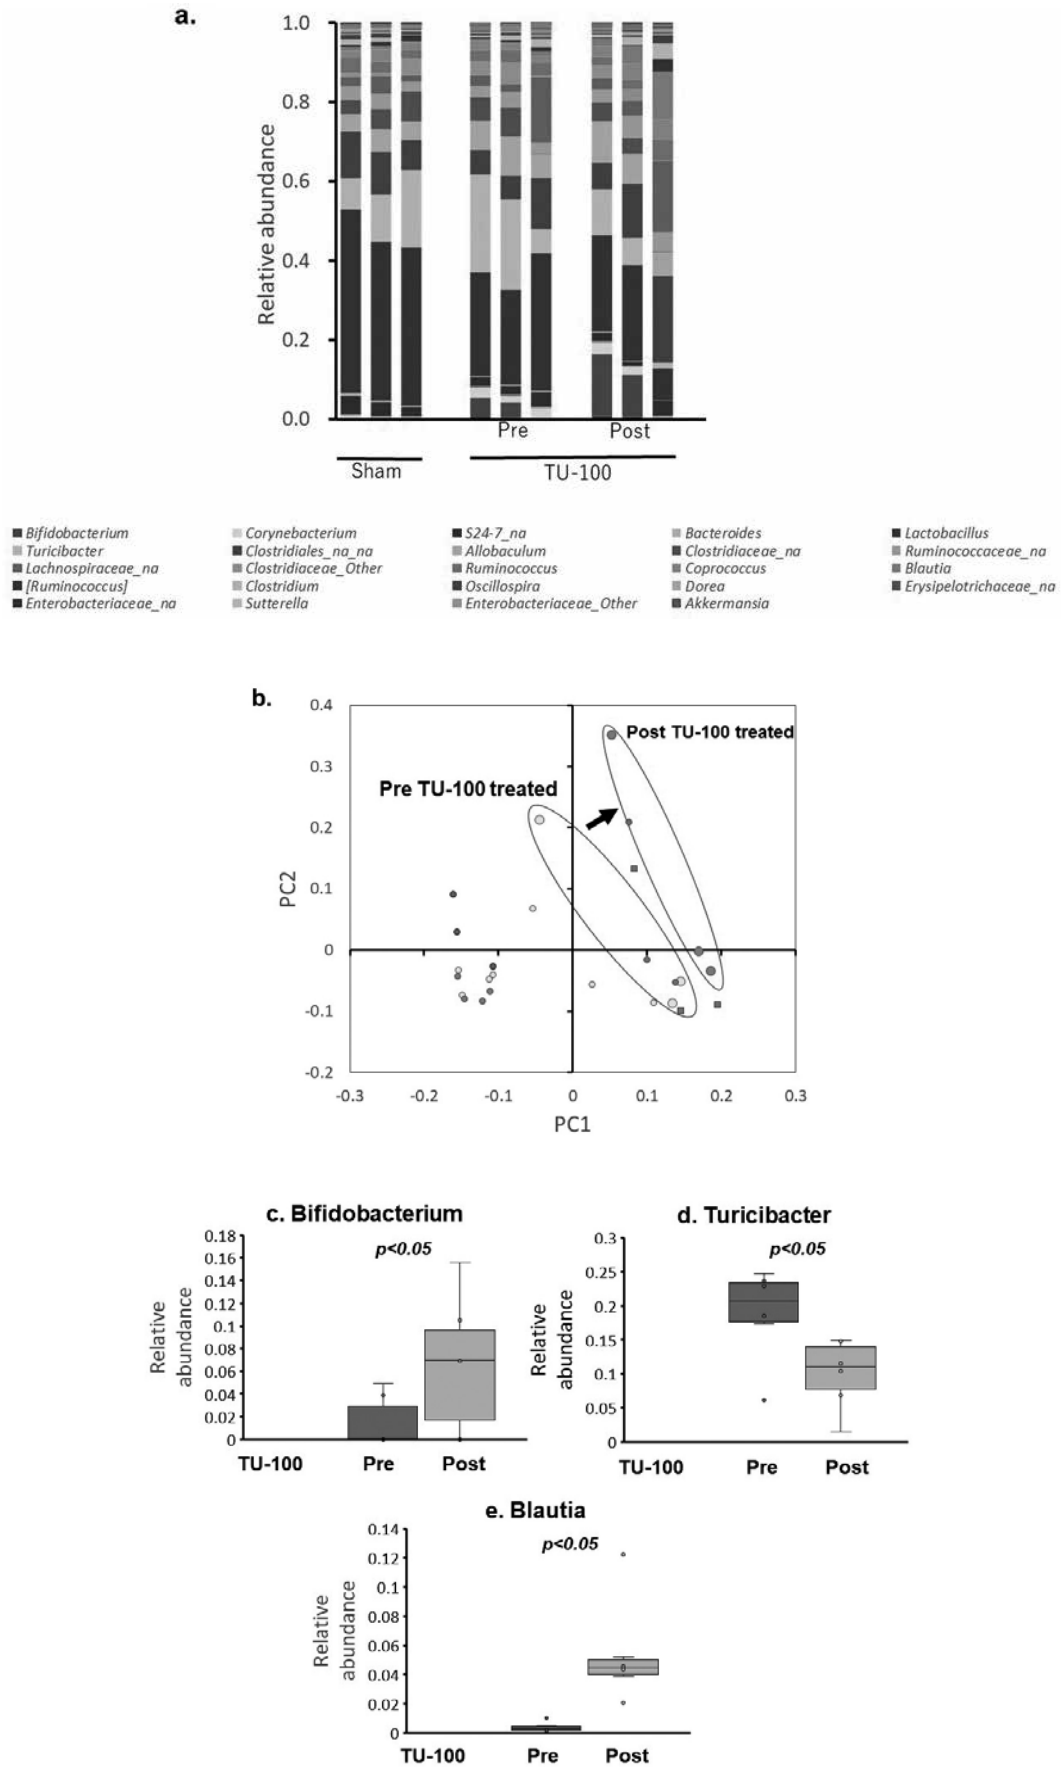 a.
1.0
0.8
0.6
0.4
0.2
0.0
Relative abundance
Pre Post
Sham TU-100
Bifidobacterium Corynebacterium S24-7_na Bacteroides Lactobacillus
Turicibacter Clostridiales_na_na Allobaculum Clostridiaceae_na Ruminococcaceae_na
Lachnospiraceae_na Clostridiaceae_Other Ruminococcus Coprococcus Blautia
[Ruminococcus] Clostridium Oscillospira Dorea Erysipelotrichaceae_na
Enterobacteriaceae_na Sutterella Enterobacteriaceae_Other Akkermansia
b.
0.4
0.3
0.2
0.1
0
-0.1
-0.2
PC2
Post TU-100 treated
Pre TU-100 treated
-0.3 -0.2 -0.1 0 0.1 0.2 0.3
PC1
c. Bifidobacterium
p<0.05
0.18
0.16
0.14
0.12
0.1
0.08
0.06
0.04
0.02
0
Relative
abundance
TU-100 Pre Post
d. Turicibacter
p<0.05
0.3
0.25
0.2
0.15
0.1
0.05
0
Relative
abundance
TU-100 Pre Post
e. Blautia
p<0.05
0.14
0.12
0.1
0.08
0.06
0.04
0.02
0
Relative
abundance
TU-100 Pre Post